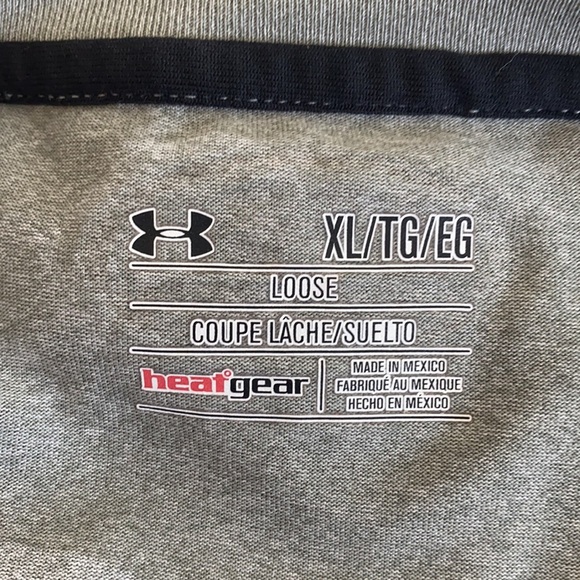 XL/TG/EG
LOOSE
COUPE LÂCHE/SUELTO
heatgear
MADE IN MEXICO
FABRIQUÉ AU MEXIQUE
HECHO EN MÉXICO